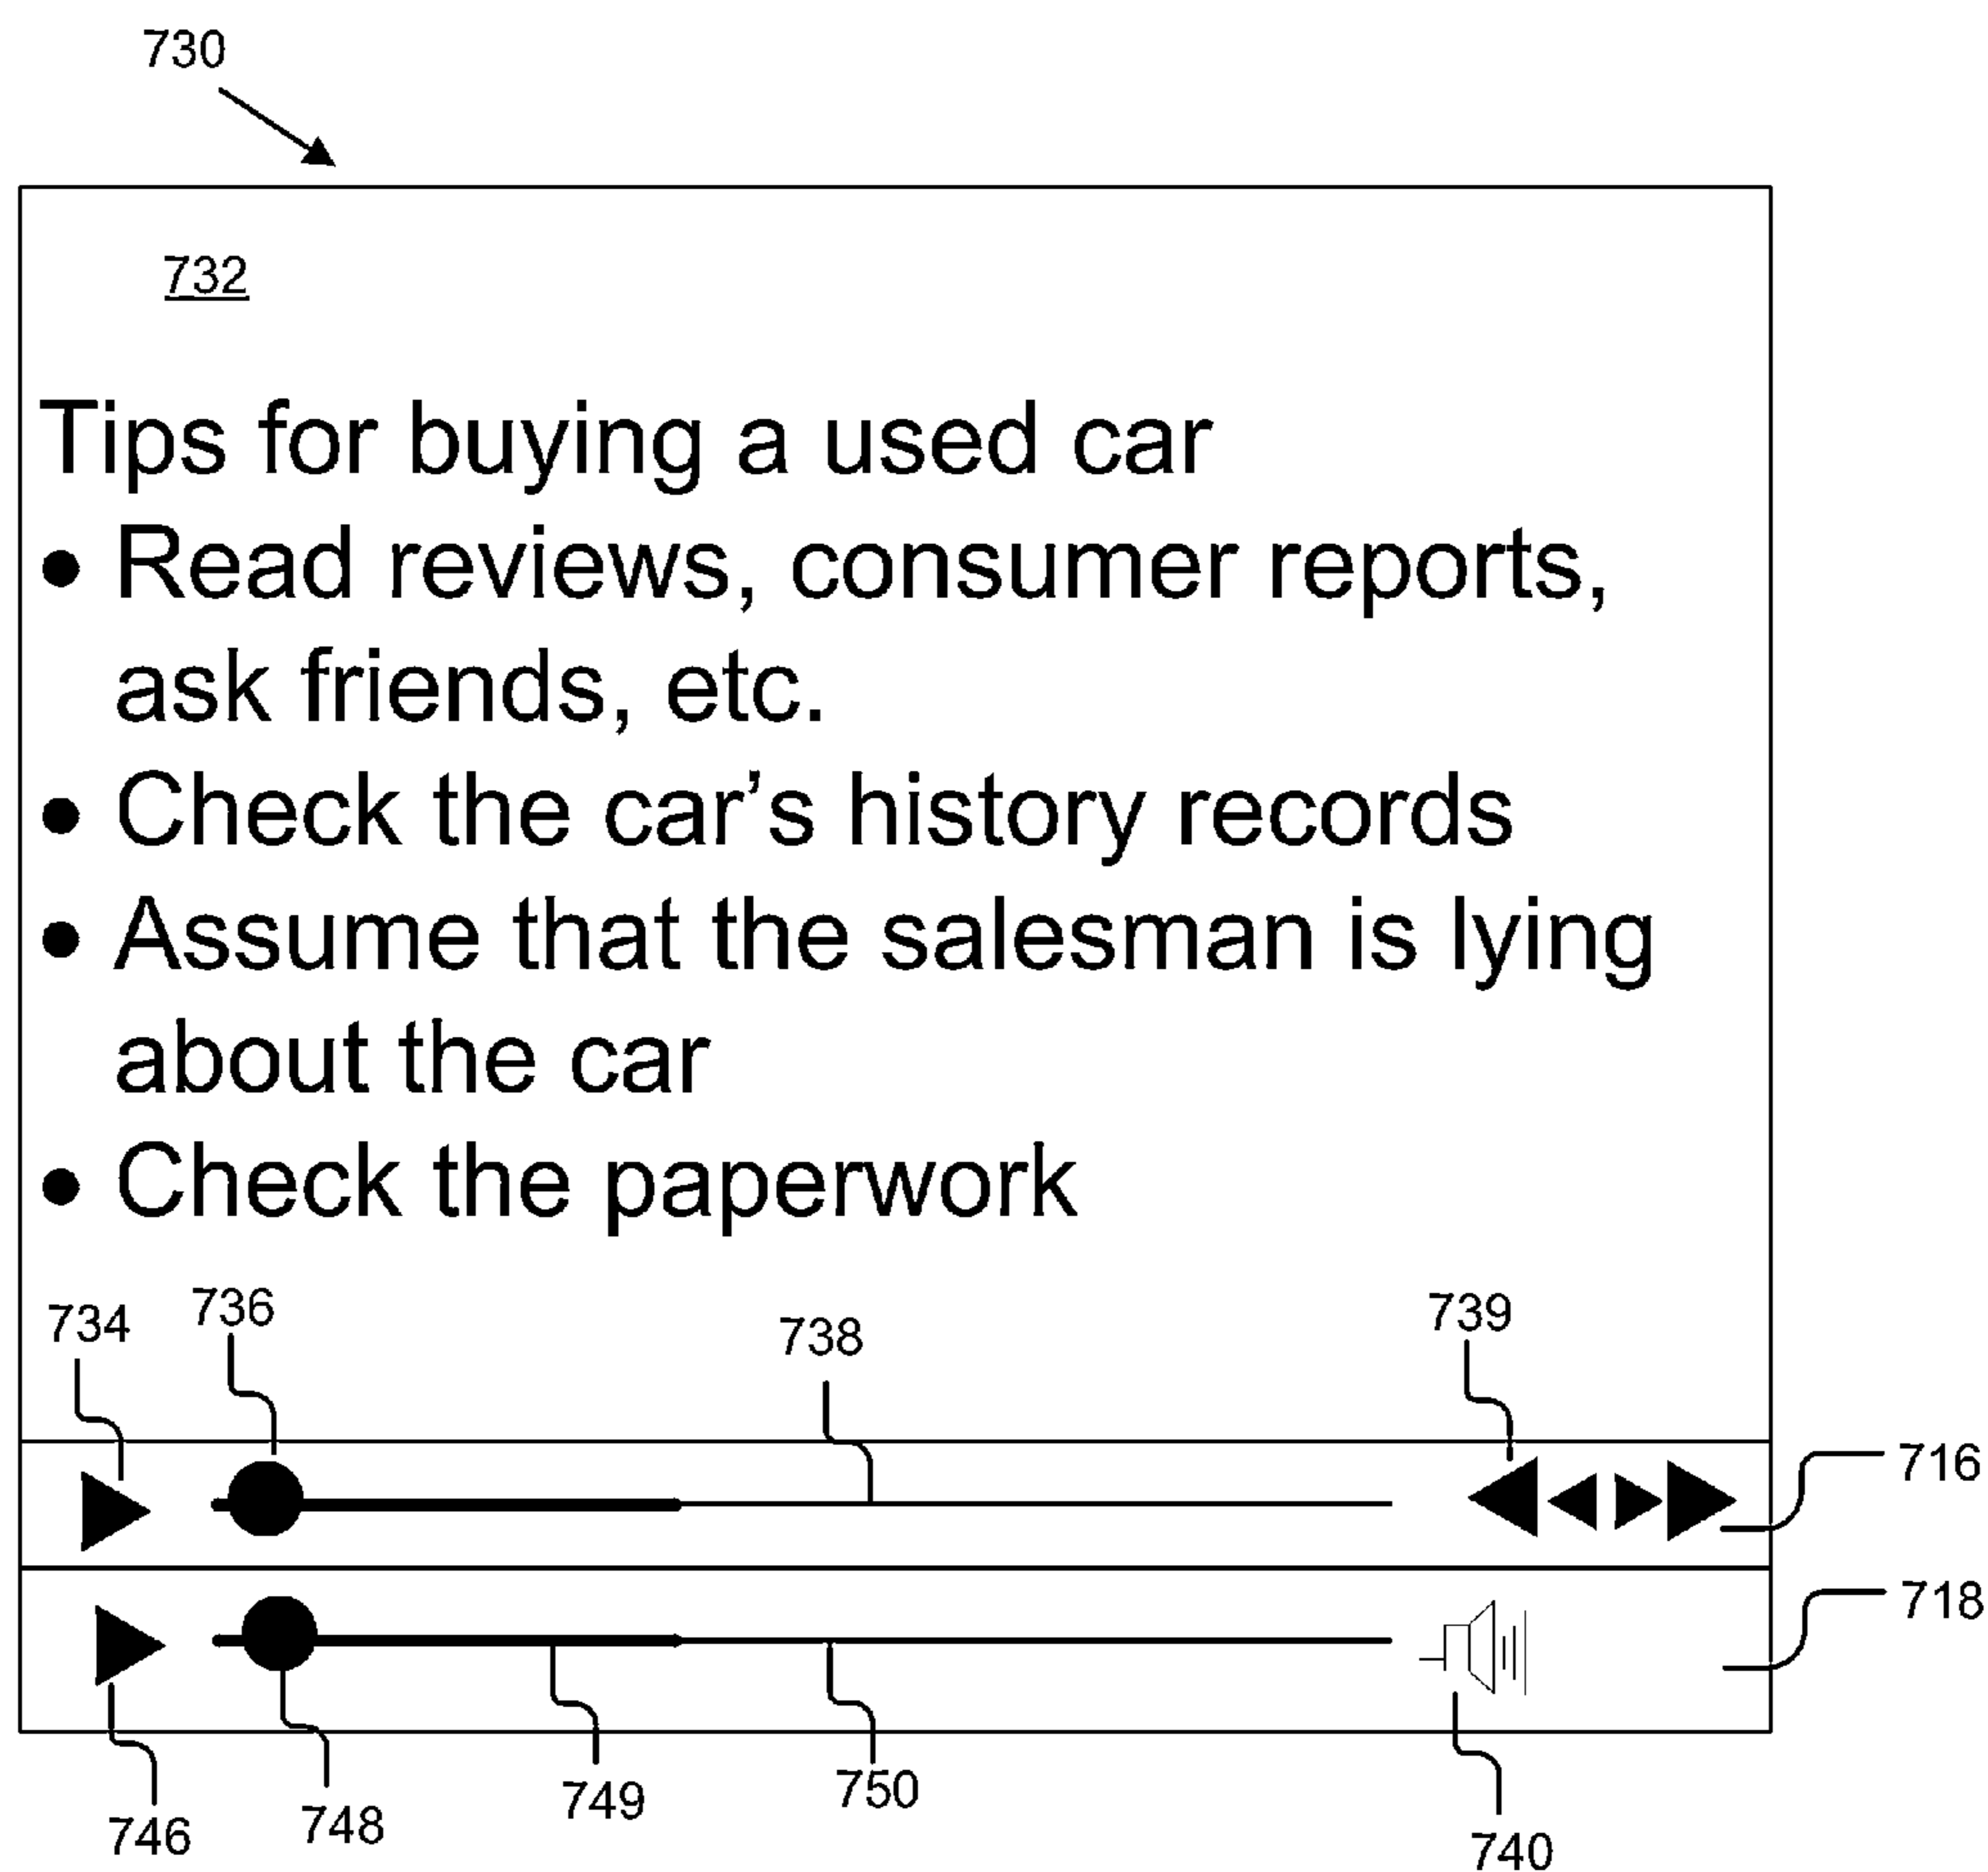 730
732
Tips for buying a used car
• Read reviews, consumer reports,
ask friends, etc.
• Check the car’s history records
• Assume that the salesman is lying
about the car
• Check the paperwork
734
736
738
739
716
718
746
748
749
750
740